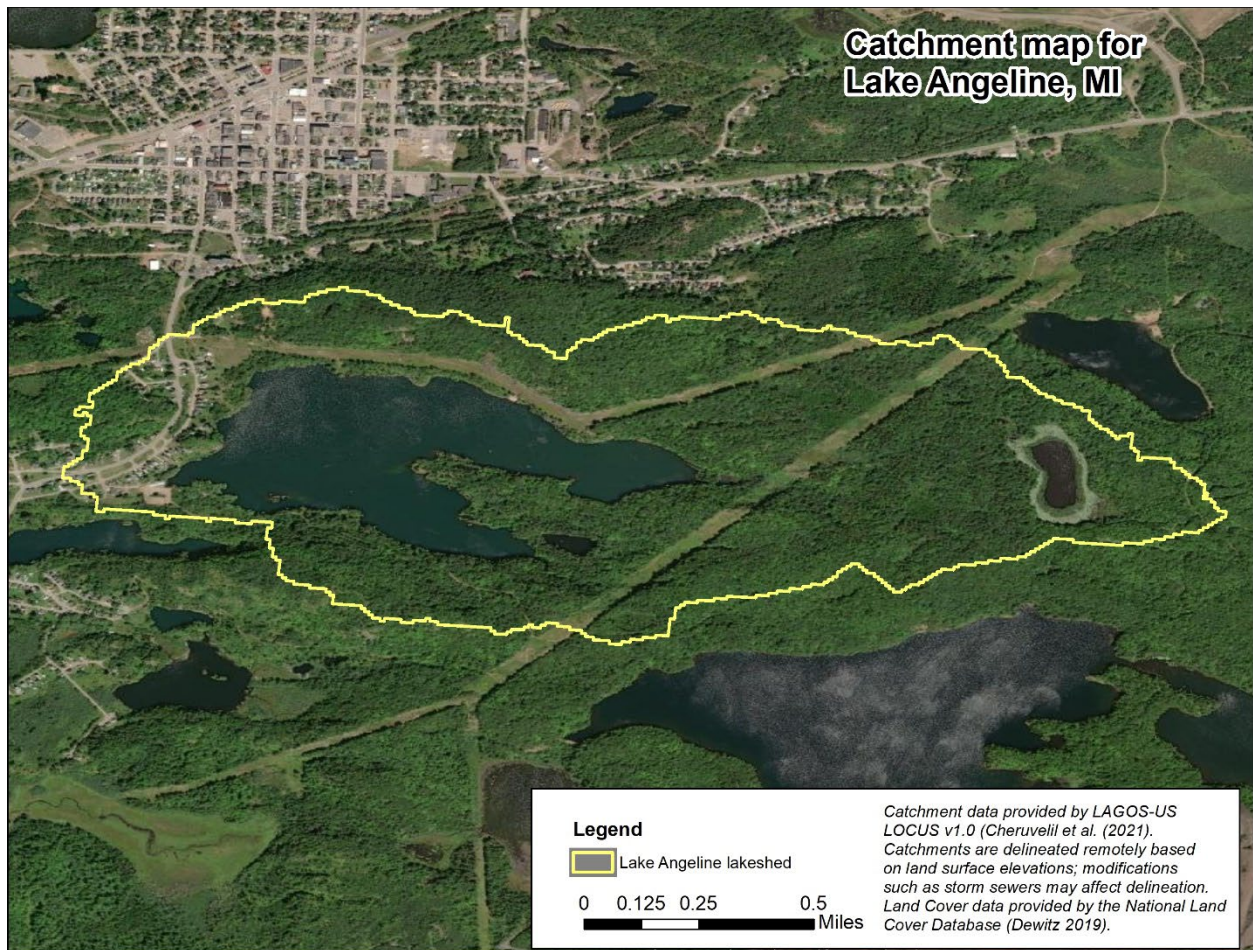 Catchment map for
Lake Angeline, MI
Legend
Lake Angeline lakeshed
0 0.125 0.25 0.5
Miles
Catchment data provided by LAGOS-US
LOCUS v1.0 (Cheruvelil et al. (2021).
Catchments are delineated remotely based
on land surface elevations; modifications
such as storm sewers may affect delineation.
Land Cover data provided by the National Land
Cover Database (Dewitz 2019).